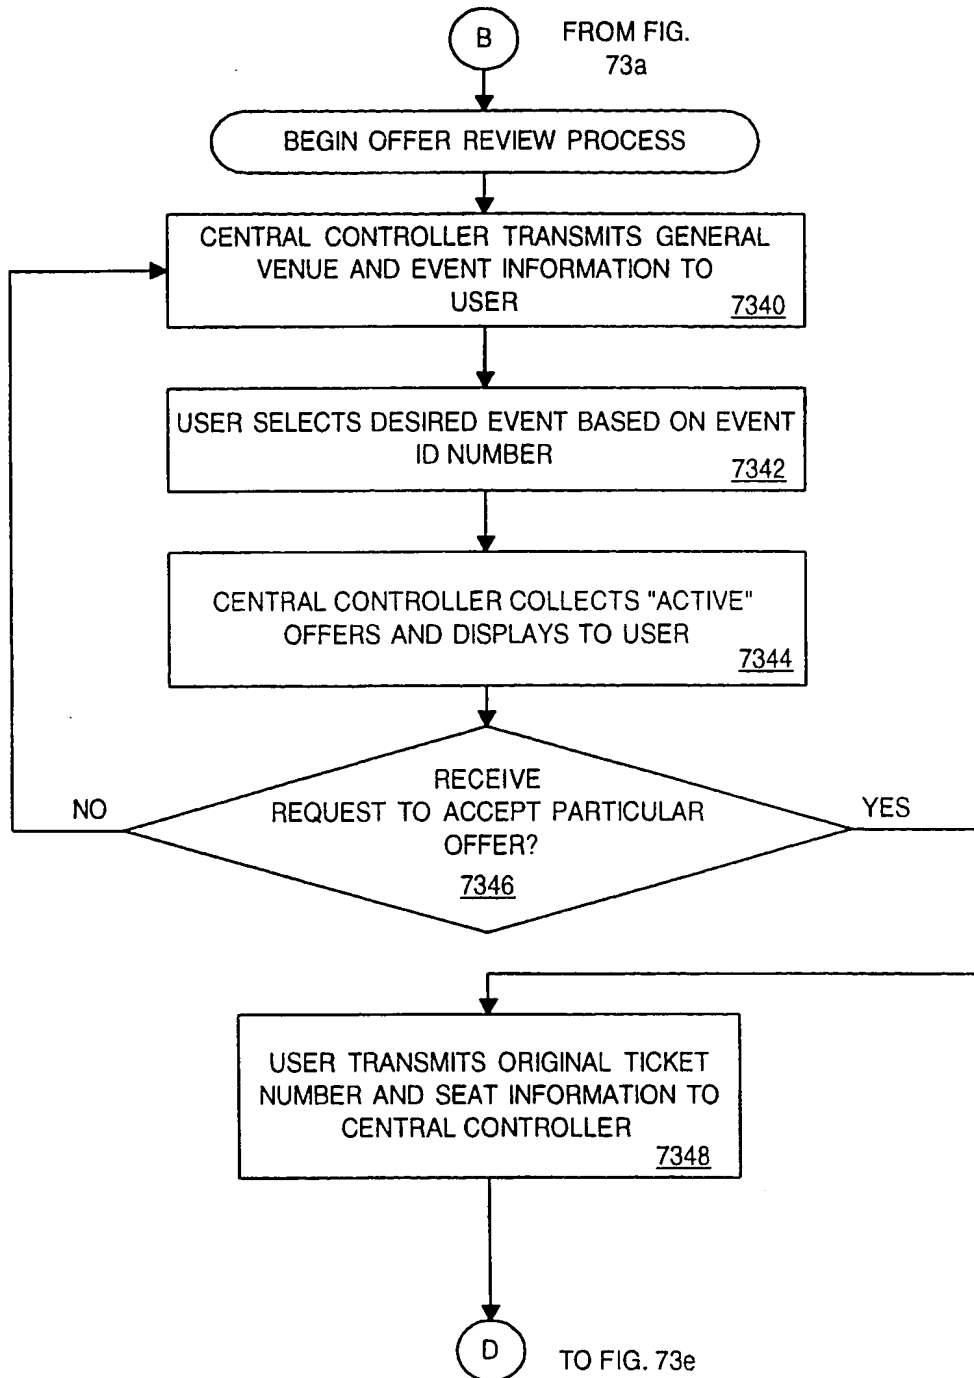 B
FROM FIG.
73a
BEGIN OFFER REVIEW PROCESS
CENTRAL CONTROLLER TRANSMITS GENERAL
VENUE AND EVENT INFORMATION TO
USER
7340
USER SELECTS DESIRED EVENT BASED ON EVENT
ID NUMBER
7342
CENTRAL CONTROLLER COLLECTS "ACTIVE"
OFFERS AND DISPLAYS TO USER
7344
RECEIVE
REQUEST TO ACCEPT PARTICULAR
OFFER?
7346
NO
YES
USER TRANSMITS ORIGINAL TICKET
NUMBER AND SEAT INFORMATION TO
CENTRAL CONTROLLER
7348
D
TO FIG. 73e